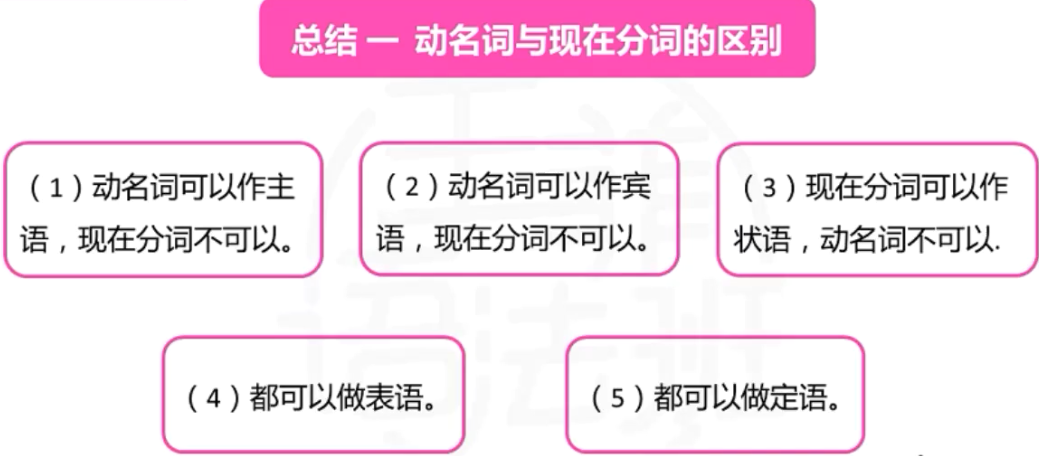 总结一 动名词与现在分词的区别
（1）动名词可以作主
语，现在分词不可以。
（2）动名词可以作宾
语，现在分词不可以。
（3）现在分词可以作
状语，动名词不可以.
（4）都可以做表语。
（5）都可以做定语。